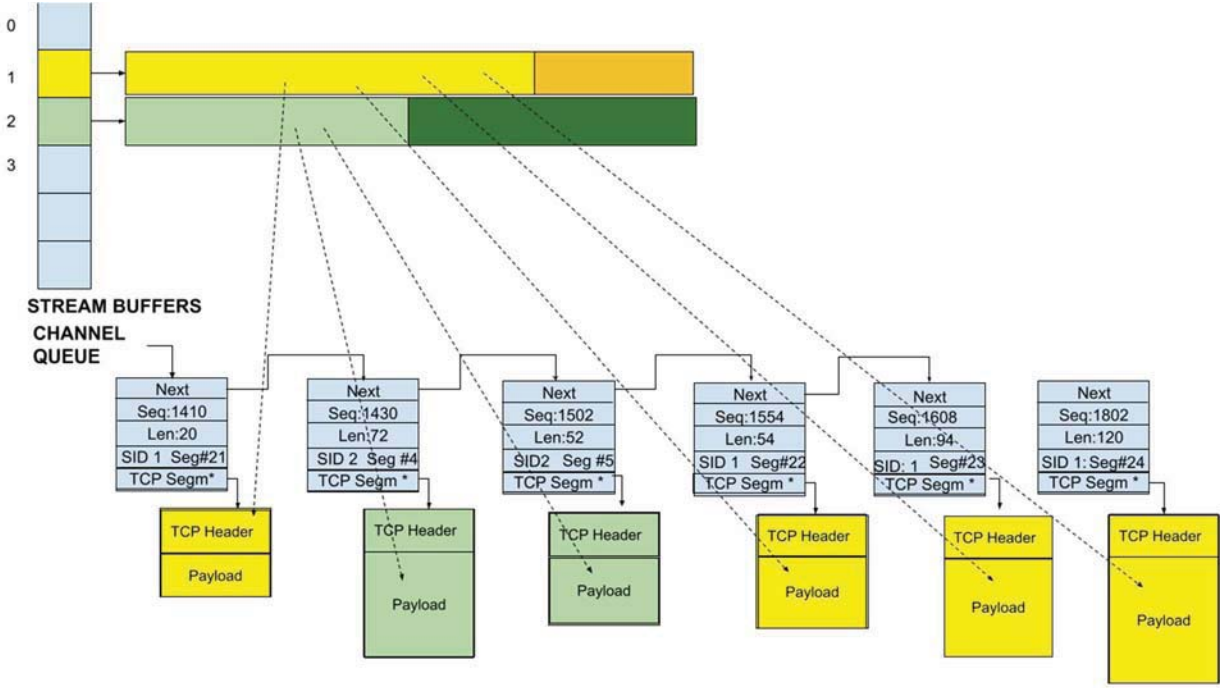 0
1
2
3
STREAM BUFFERS
CHANNEL
QUEUE
Next
Seq:1410
Len:20
SID 1 Seg#21
TCP Segm*
TCP Header
Payload
Next
Seq:1430
Len:72
SID 2 Seg #4
TCP Segm *
TCP Header
Payload
Next
Seq:1502
Len:52
SID2 Seg #5
TCP Segm *
TCP Header
Payload
Next
Seq:1554
Len:54
SID 1 Seg#22
TCP Segm *
TCP Header
Payload
Next
Seq:1608
Len:94
SID: 1 Seg#23
TCP Segm *
TCP Header
Payload
Next
Seq:1802
Len:120
SID 1: Seg#24
TCP Segm *
TCP Header
Payload